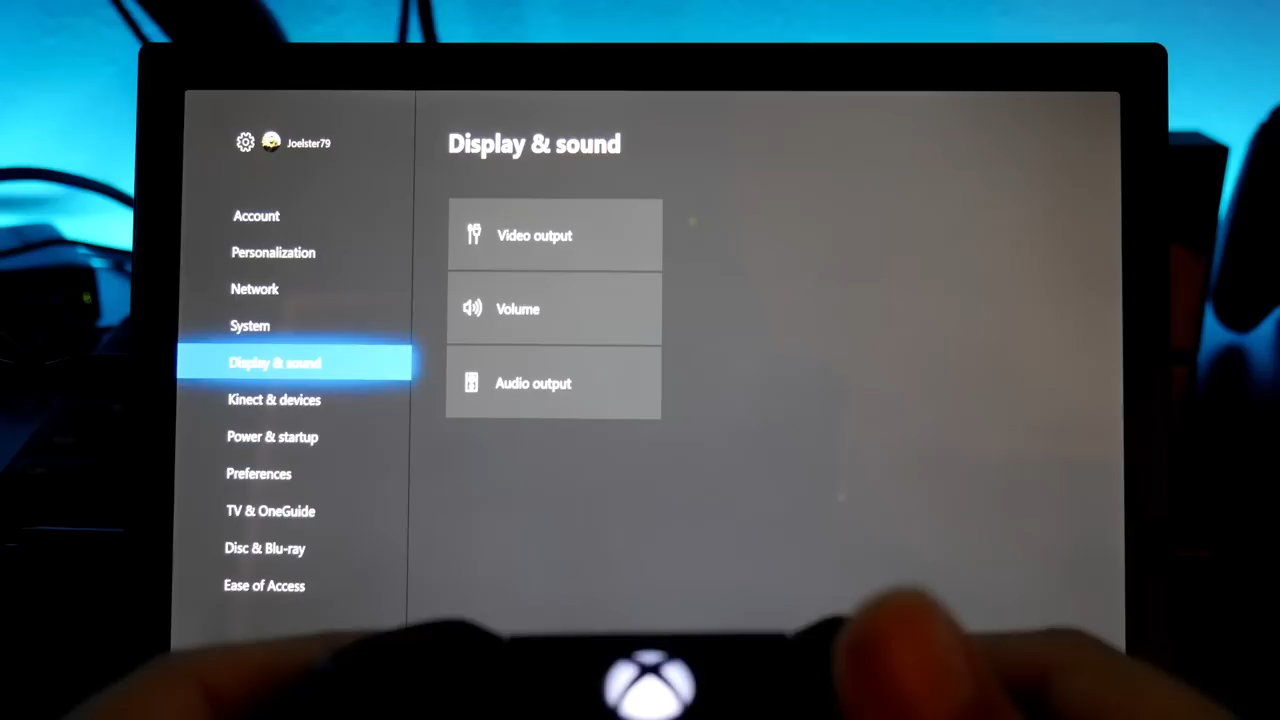 Joelster79
Account
Personalization
Network
System
Display & sound
Kinect & devices
Power & startup
Preferences
TV & OneGuide
Disc & Blu-ray
Ease of Access
Display & sound
Video output
Volume
Audio output